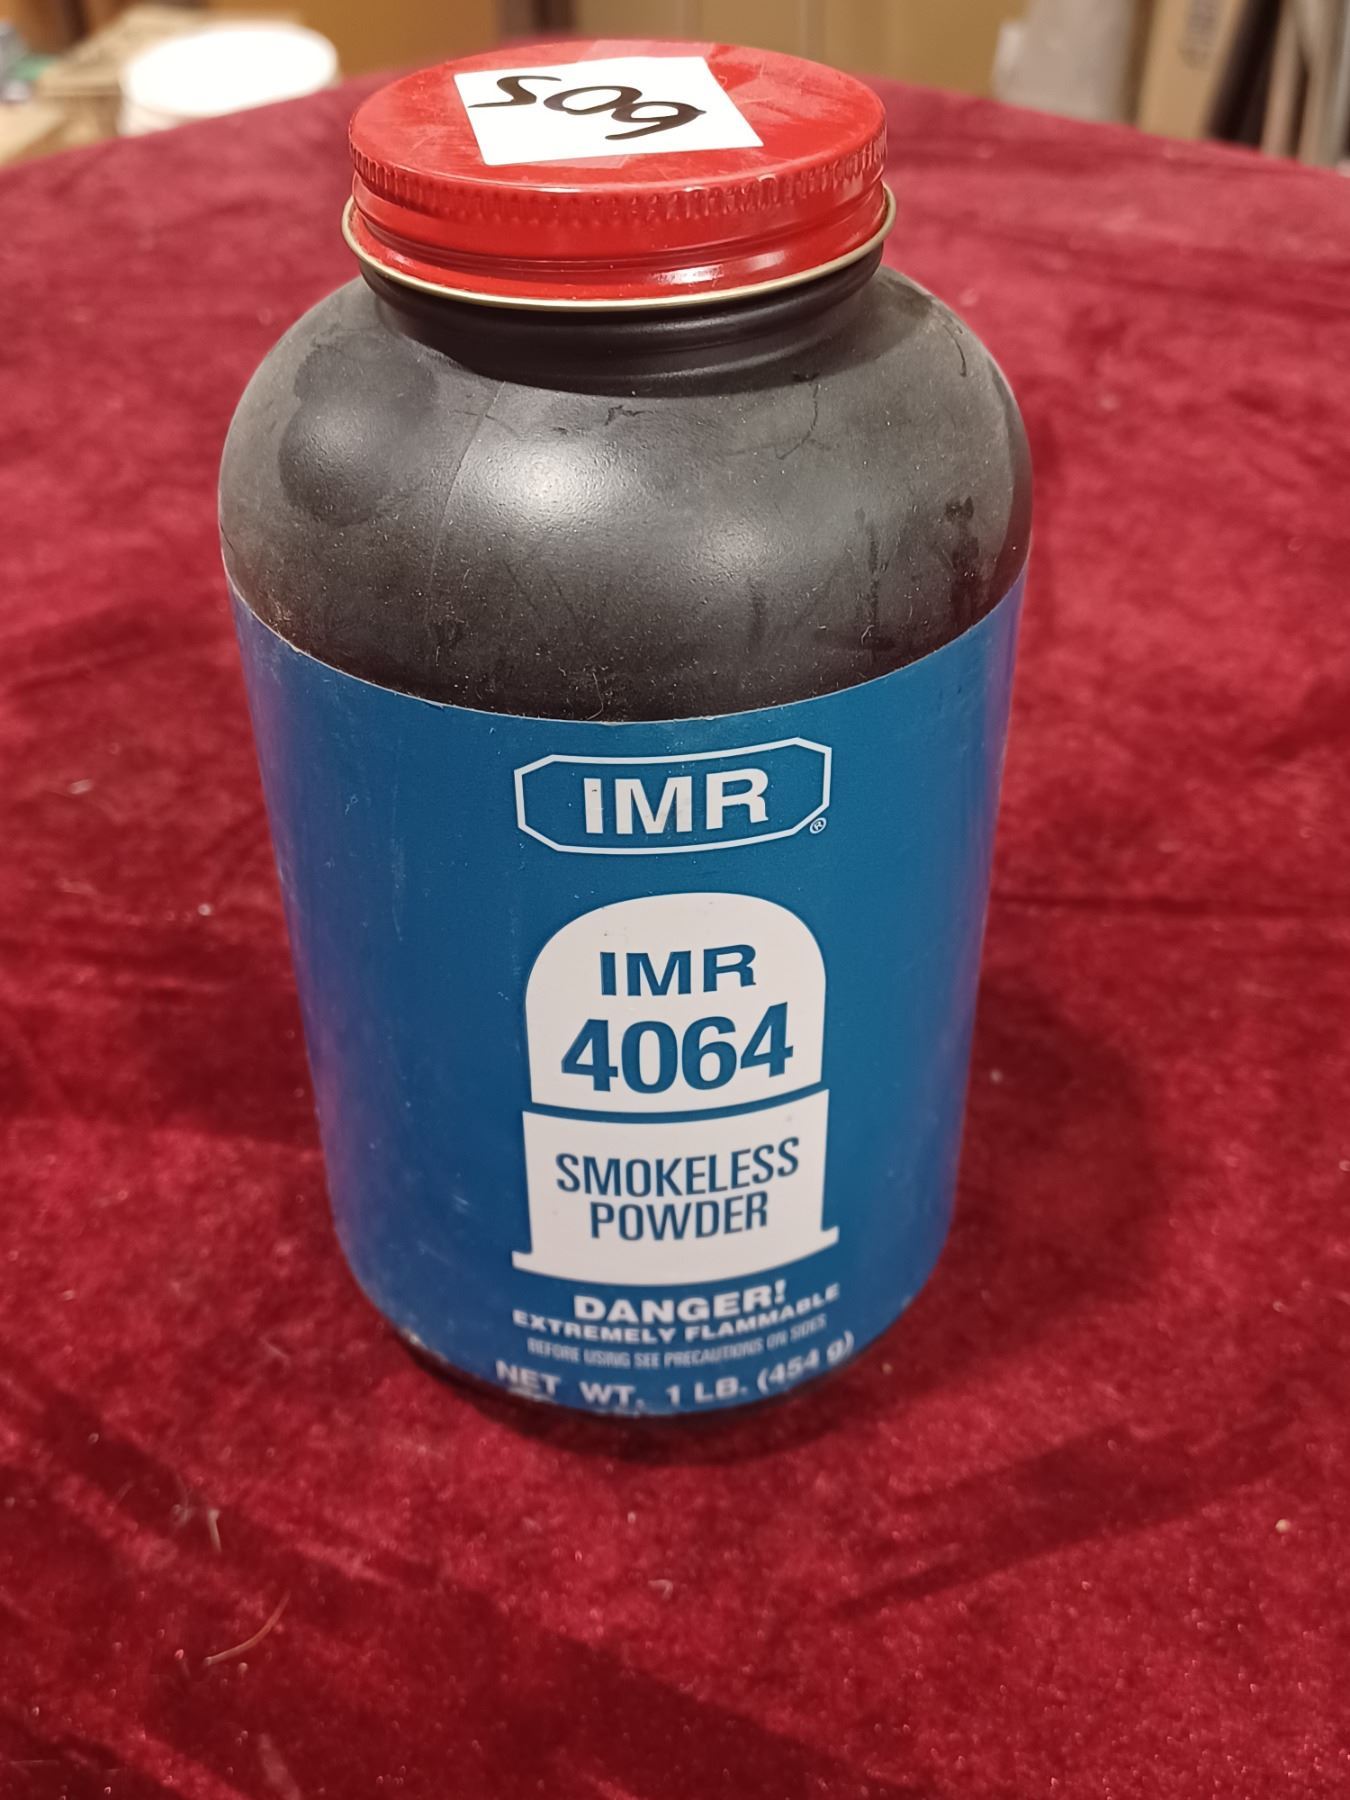 605
IMR®
IMR
4064
SMOKELESS
POWDER
DANGER!
EXTREMELY FLAMMABLE
BEFORE USING SEE PRECAUTIONS ON SIDES
NET WT. 1 LB. (454 g)